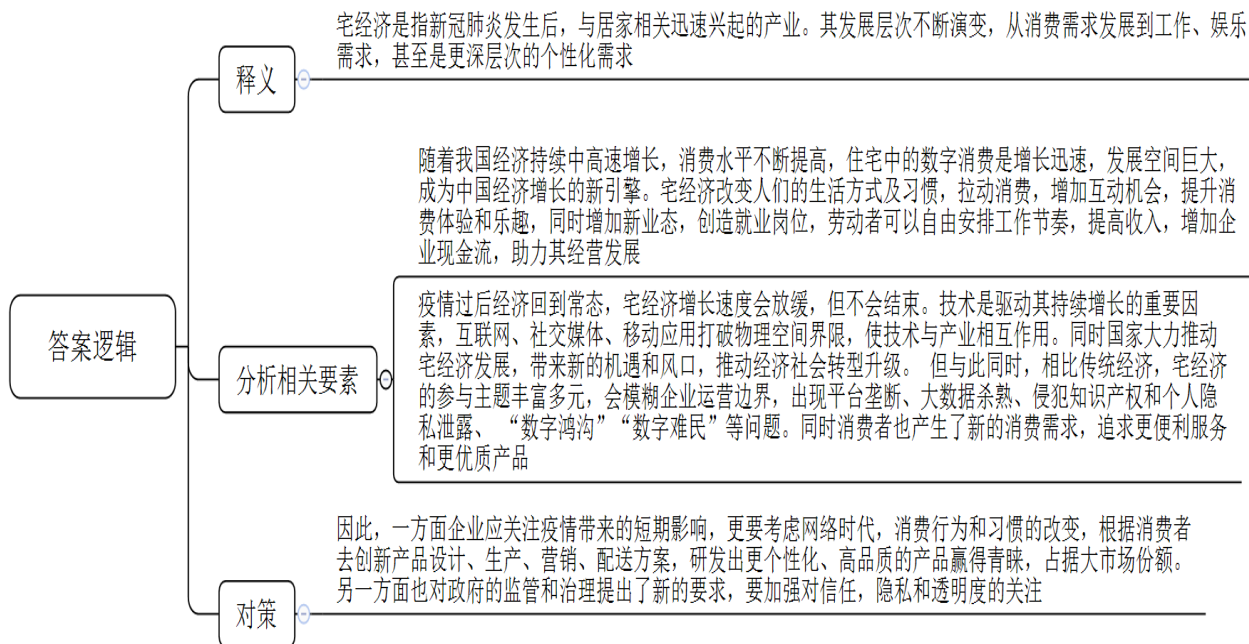 宅经济是指新冠肺炎发生后，与居家相关迅速兴起的产业。其发展层次不断演变，从消费需求发展到工作、娱乐
需求，甚至是更深层次的个性化需求
释义
随着我国经济持续中高速增长，消费水平不断提高，住宅中的数字消费是增长迅速，发展空间巨大，
成为中国经济增长的新引擎。宅经济改变人们的生活方式及习惯，拉动消费，增加互动机会，提升消
费体验和乐趣，同时增加新业态，创造就业岗位，劳动者可以自由安排工作节奏，提高收入，增加企
业现金流，助力其经营发展
答案逻辑
分析相关要素
疫情过后经济回到常态，宅经济增长速度会放缓，但不会结束。技术是驱动其持续增长的重要因
素，互联网、社交媒体、移动应用打破物理空间界限，使技术与产业相互作用。同时国家大力推动
宅经济发展，带来新的机遇和风口，推动经济社会转型升级。 但与此同时，相比传统经济，宅经济
的参与主题丰富多元，会模糊企业运营边界，出现平台垄断、大数据杀熟、侵犯知识产权和个人隐
私泄露、 “数字鸿沟”“数字难民”等问题。同时消费者也产生了新的消费需求，追求更便利服务
和更优质产品
因此，一方面企业应关注疫情带来的短期影响，更要考虑网络时代，消费行为和习惯的改变，根据消费者
去创新产品设计、生产、营销、配送方案，研发出更个性化、高品质的产品赢得青睐，占据大市场份额。
另一方面也对政府的监管和治理提出了新的要求，要加强对信任，隐私和透明度的关注
对策